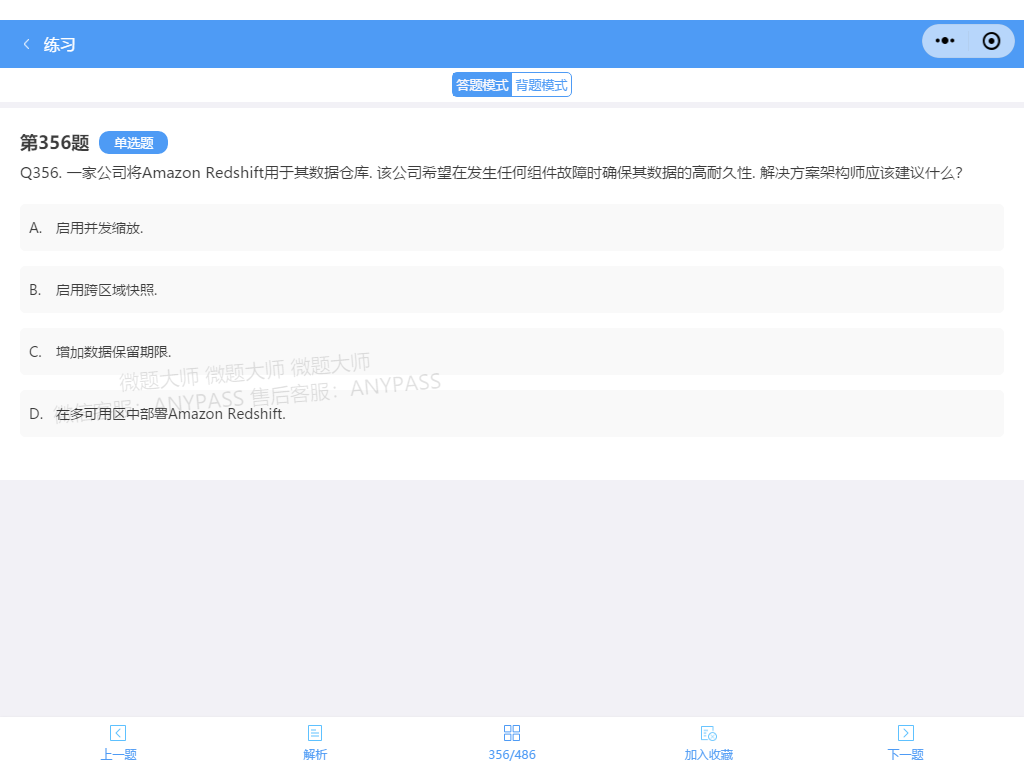 练习
答题模式 背题模式
第356题 单选题
Q356. 一家公司将Amazon Redshift用于其数据仓库. 该公司希望在发生任何组件故障时确保其数据的高耐久性. 解决方案架构师应该建议什么?
A. 启用并发缩放.
B. 启用跨区域快照.
C. 增加数据保留期限.
微题大师 微题大师 微题大师
微信客服：ANYPASS 售后客服：ANYPASS
D. 在多可用区中部署Amazon Redshift.
上一题 解析 356/486 加入收藏 下一题